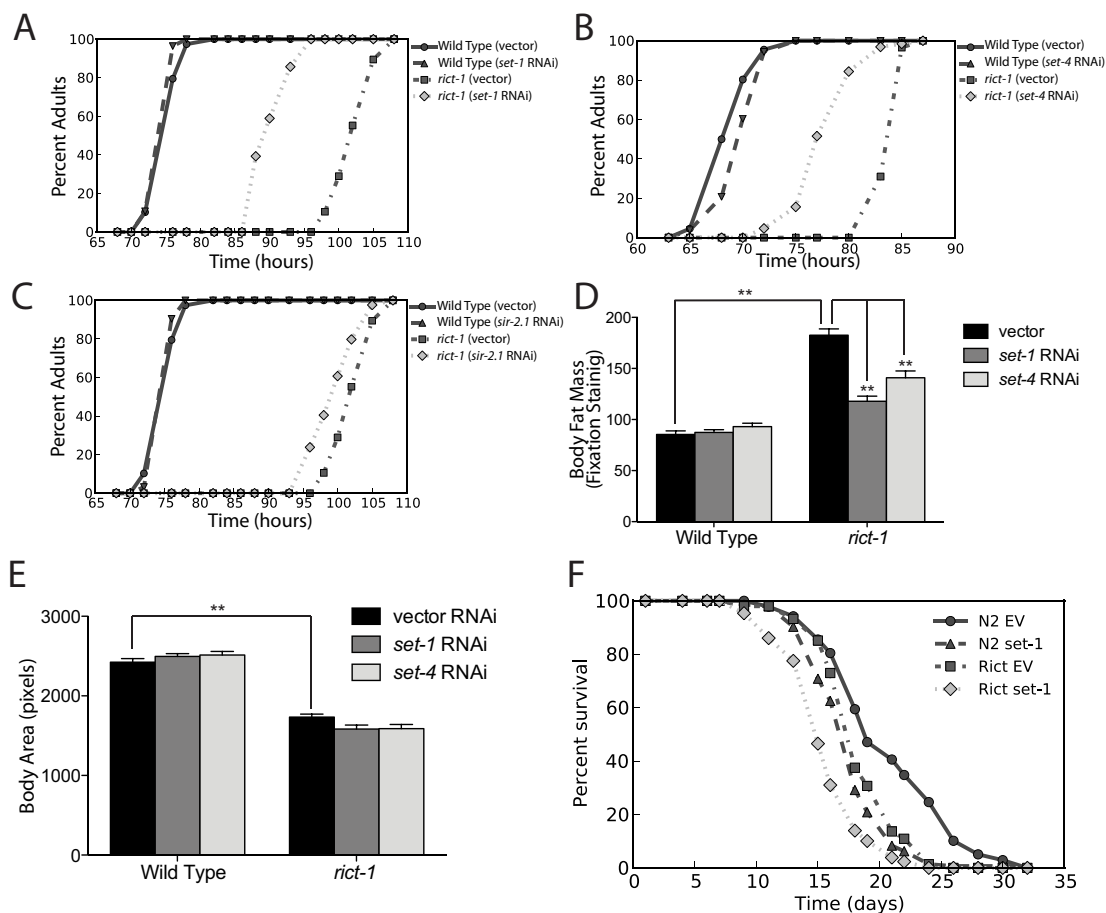 A
Percent Adults
100
80
60
40
20
0
65 70 75 80 85 90 95 100 105 110
Time (hours)
Wild Type (vector)
Wild Type (set-1 RNAi)
rict-1 (vector)
rict-1 (set-1 RNAi)
B
Percent Adults
100
80
60
40
20
0
60 65 70 75 80 85 90
Time (hours)
Wild Type (vector)
Wild Type (set-4 RNAi)
rict-1 (vector)
rict-1 (set-4 RNAi)
C
Percent Adults
100
80
60
40
20
0
65 70 75 80 85 90 95 100 105 110
Time (hours)
Wild Type (vector)
Wild Type (sir-2.1 RNAi)
rict-1 (vector)
rict-1 (sir-2.1 RNAi)
D
Body Fat Mass
(Fixation Stainig)
200
150
100
50
0
**
**
**
Wild Type
rict-1
vector
set-1 RNAi
set-4 RNAi
E
Body Area (pixels)
3000
2000
1000
0
**
Wild Type
rict-1
vector RNAi
set-1 RNAi
set-4 RNAi
F
Percent survival
100
80
60
40
20
0
0 5 10 15 21 25 30 35
Time (days)
N2 EV
N2 set-1
Rict EV
Rict set-1